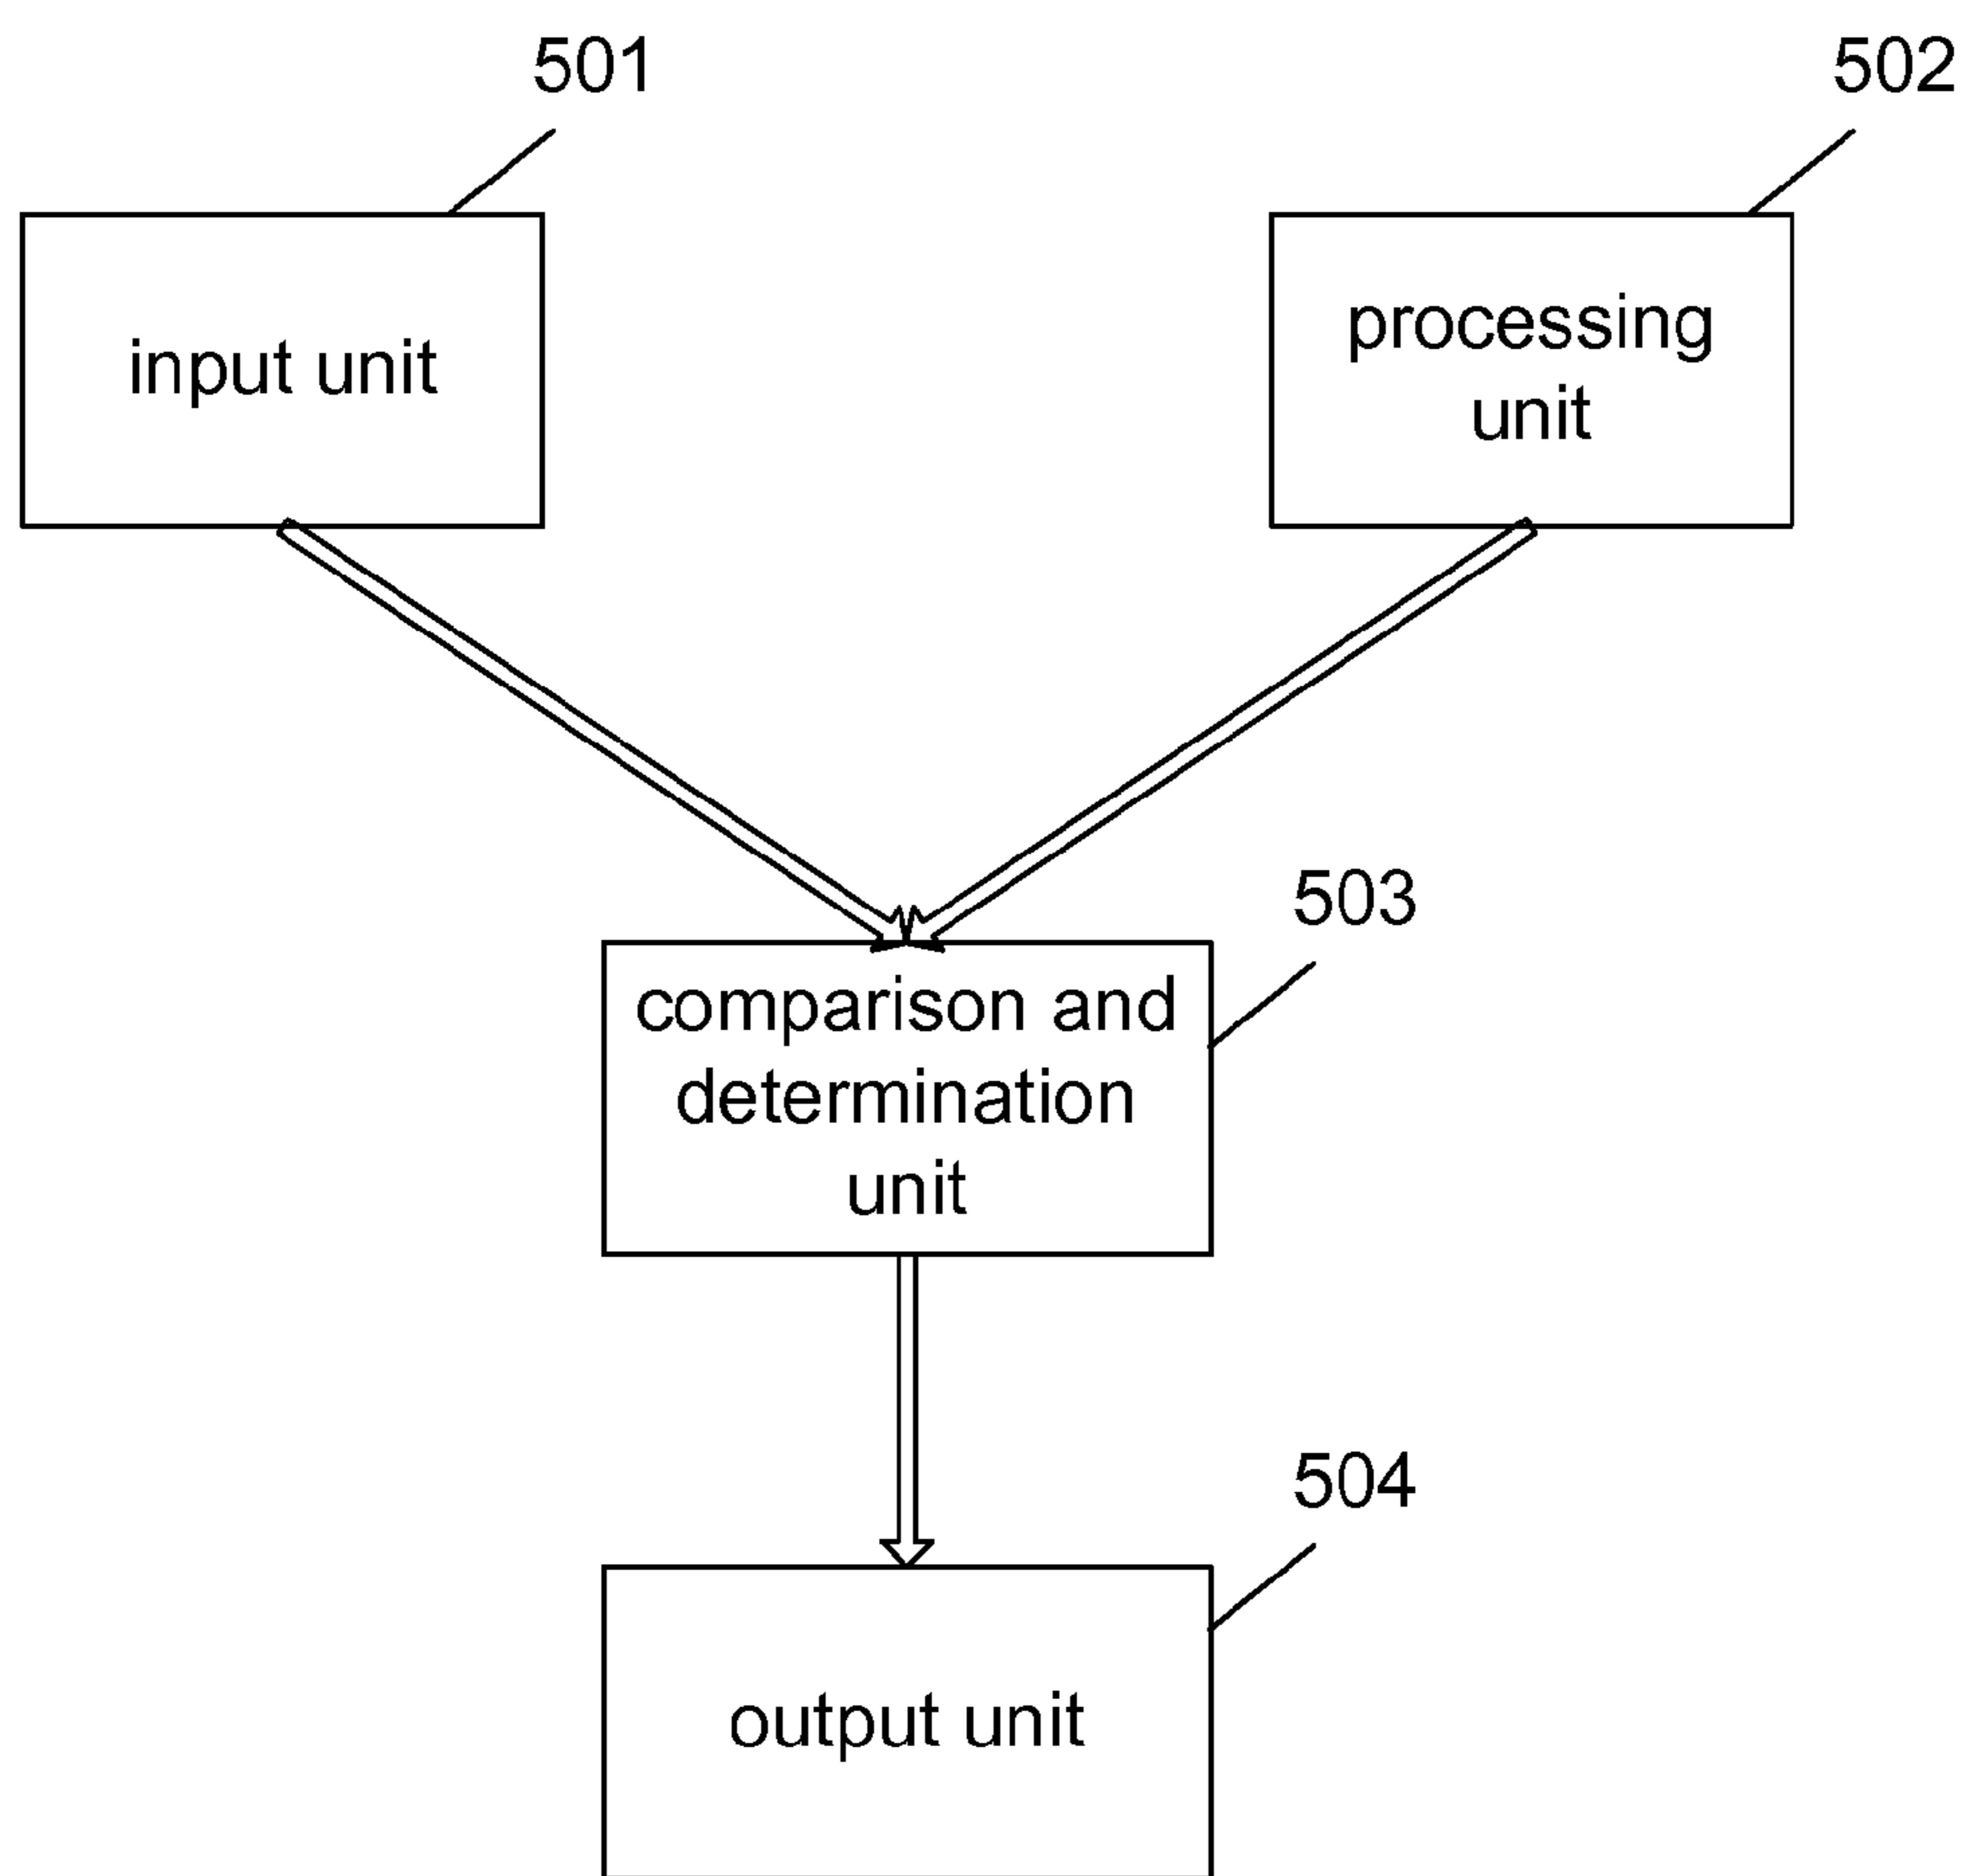 501
502
input unit
processing
unit
503
comparison and
determination
unit
504
output unit